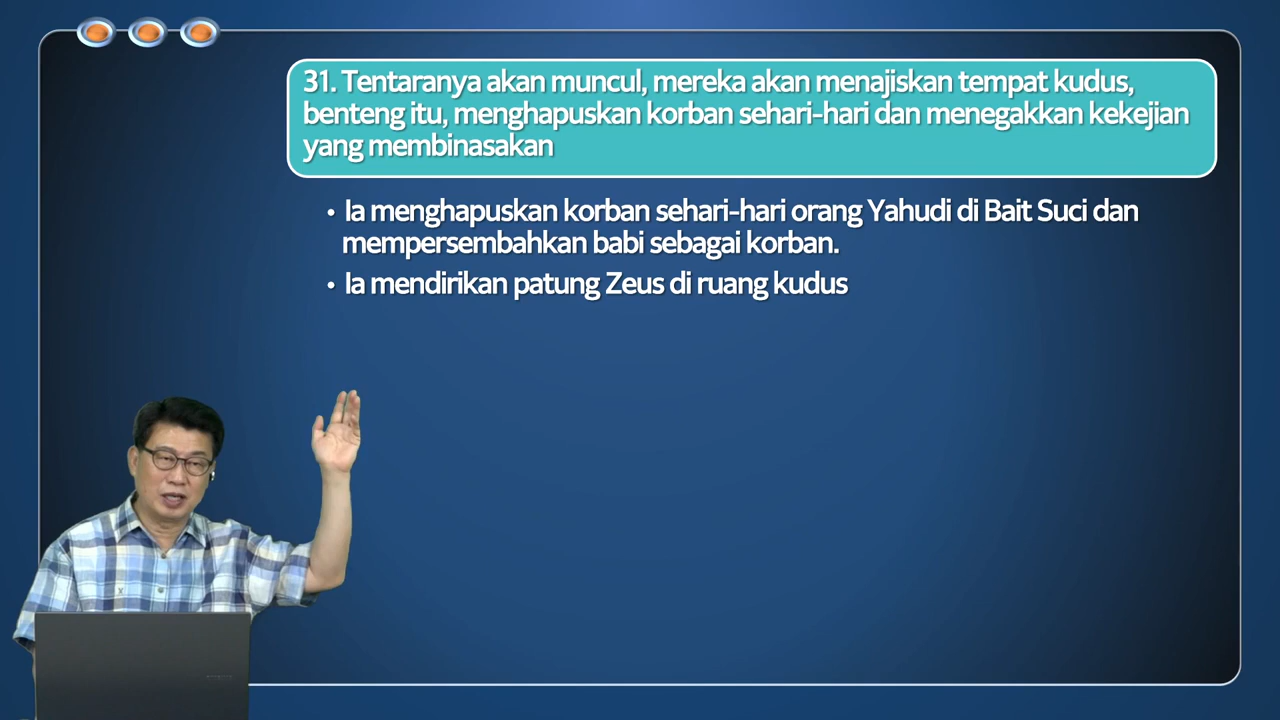 31. Tentaranya akan muncul, mereka akan menajiskan tempat kudus,
benteng itu, menghapuskan korban sehari-hari dan menegakkan kekejian
yang membinasakan
• Ia menghapuskan korban sehari-hari orang Yahudi di Bait Suci dan
mempersembahkan babi sebagai korban.
• Ia mendirikan patung Zeus di ruang kudus